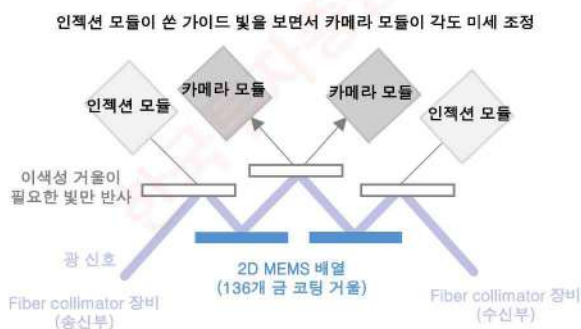 인젝션 모듈이 쏜 가이드 빛을 보면서 카메라 모듈이 각도 미세 조정
인젝션 모듈
카메라 모듈
카메라 모듈
인젝션 모듈
이색성 거울이
필요한 빛만 반사
광 신호
2D MEMS 배열
(136개 금 코팅 거울)
Fiber collimator 장비
(송신부)
Fiber collimator 장비
(수신부)